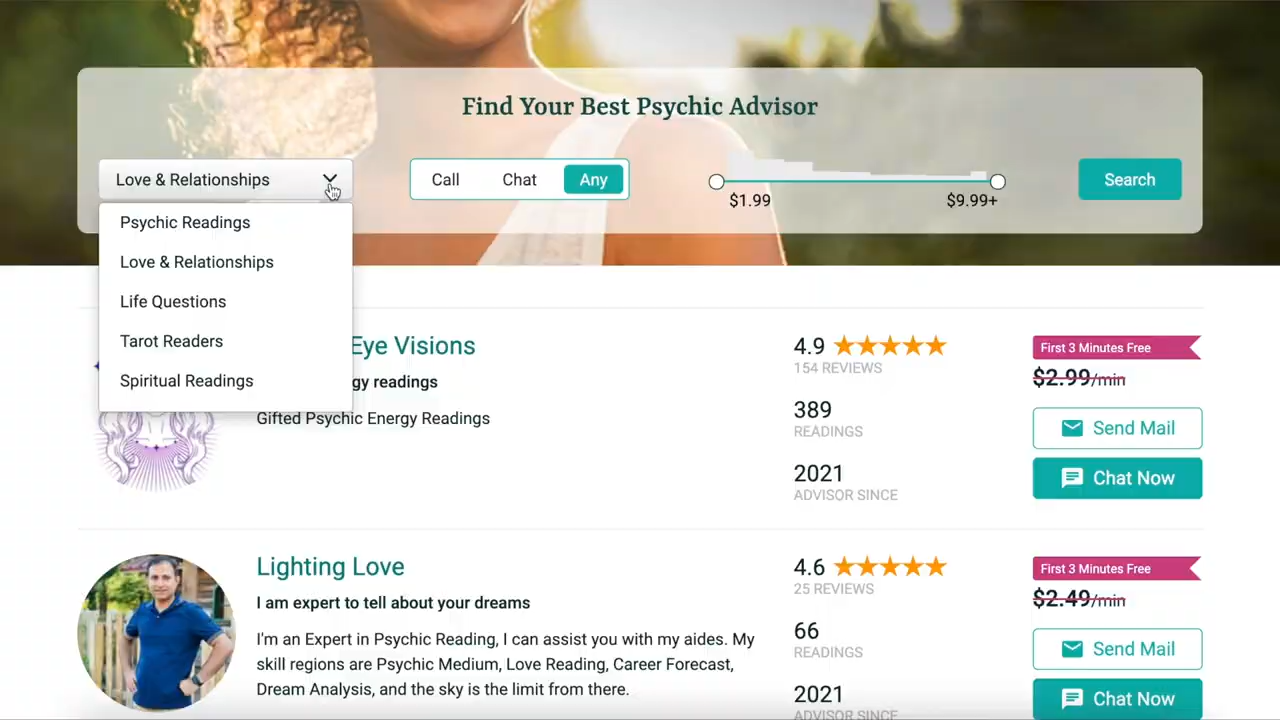 Find Your Best Psychic Advisor
Love & Relationships
Call Chat Any
$1.99 $9.99+
Search
Psychic Readings
Love & Relationships
Life Questions
Tarot Readers
Spiritual Readings
Eye Visions
gy readings
Gifted Psychic Energy Readings
4.9
154 REVIEWS
389
READINGS
2021
ADVISOR SINCE
First 3 Minutes Free
$2.99/min
Send Mail
Chat Now
Lighting Love
I am expert to tell about your dreams
I'm an Expert in Psychic Reading, I can assist you with my aides. My
skill regions are Psychic Medium, Love Reading, Career Forecast,
Dream Analysis, and the sky is the limit from there.
4.6
25 REVIEWS
66
READINGS
2021
ADVISOR SINCE
First 3 Minutes Free
$2.49/min
Send Mail
Chat Now